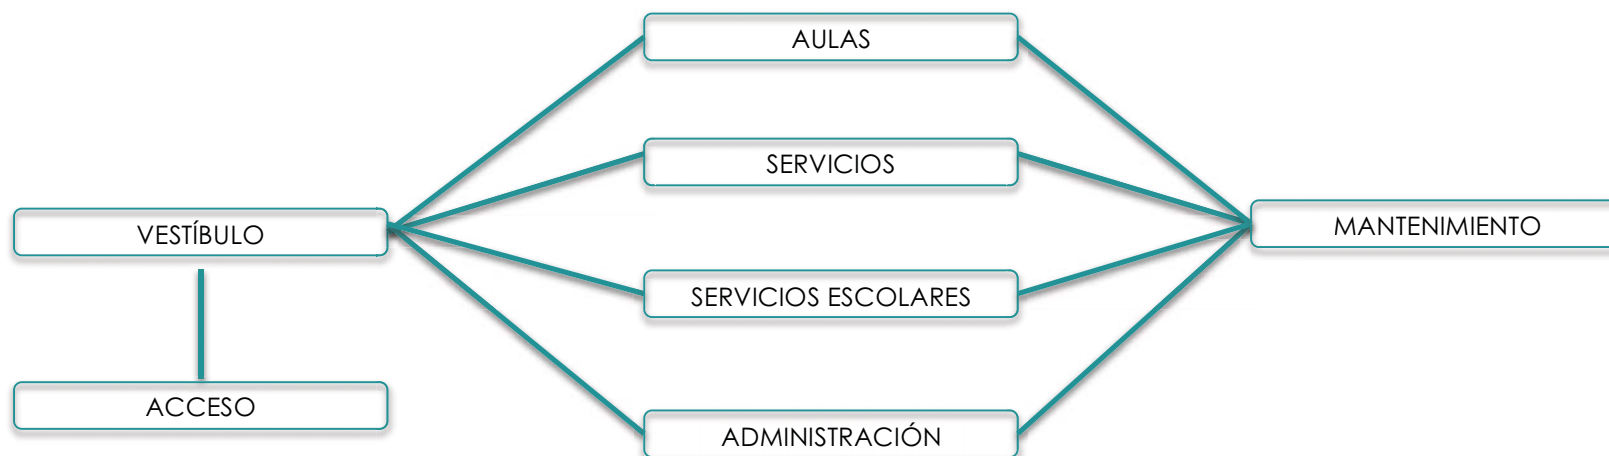 AULAS
SERVICIOS
VESTÍBULO
MANTENIMIENTO
SERVICIOS ESCOLARES
ACCESO
ADMINISTRACIÓN